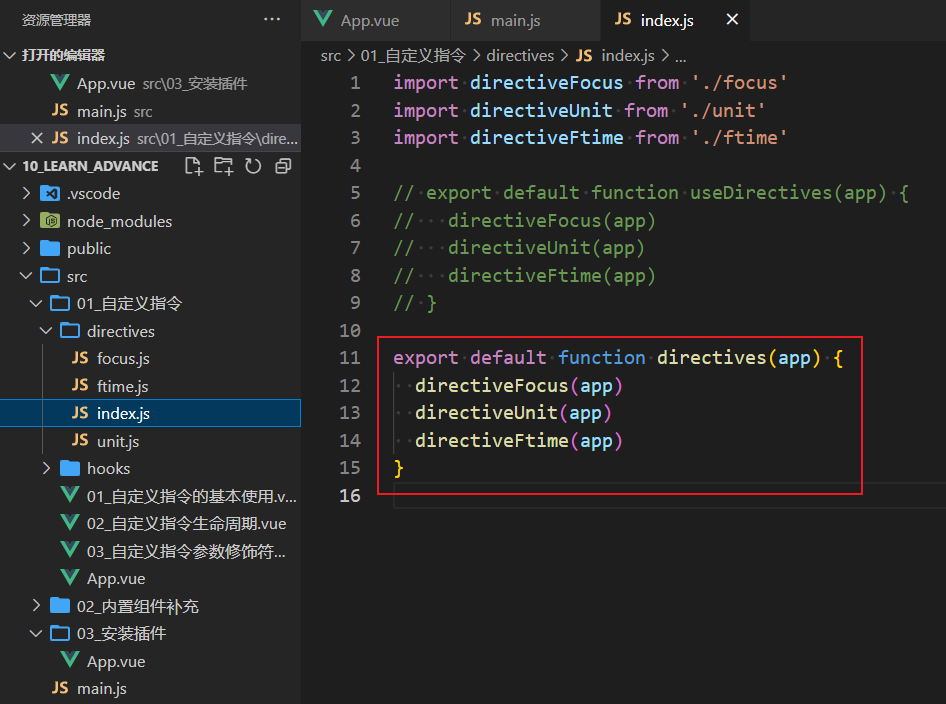 资源管理器 ···
打开的编辑器
App.vue src\03_安装插件
main.js src
index.js src\01_自定义指令\dire...
10_LEARN_ADVANCE
.vscode
node_modules
public
src
01_自定义指令
directives
JS focus.js
JS ftime.js
JS index.js
JS unit.js
hooks
01_自定义指令的基本使用.v...
02_自定义指令生命周期.vue
03_自定义指令参数修饰符...
App.vue
02_内置组件补充
03_安装插件
App.vue
JS main.js
App.vue JS main.js JS index.js
src > 01_自定义指令 > directives > JS index.js > ...
1 import directiveFocus from './focus'
2 import directiveUnit from './unit'
3 import directiveFtime from './ftime'
4
5 // export default function useDirectives(app) {
6 //   directiveFocus(app)
7 //   directiveUnit(app)
8 //   directiveFtime(app)
9 // }
10
11 export default function directives(app) {
12   directiveFocus(app)
13   directiveUnit(app)
14   directiveFtime(app)
15 }
16